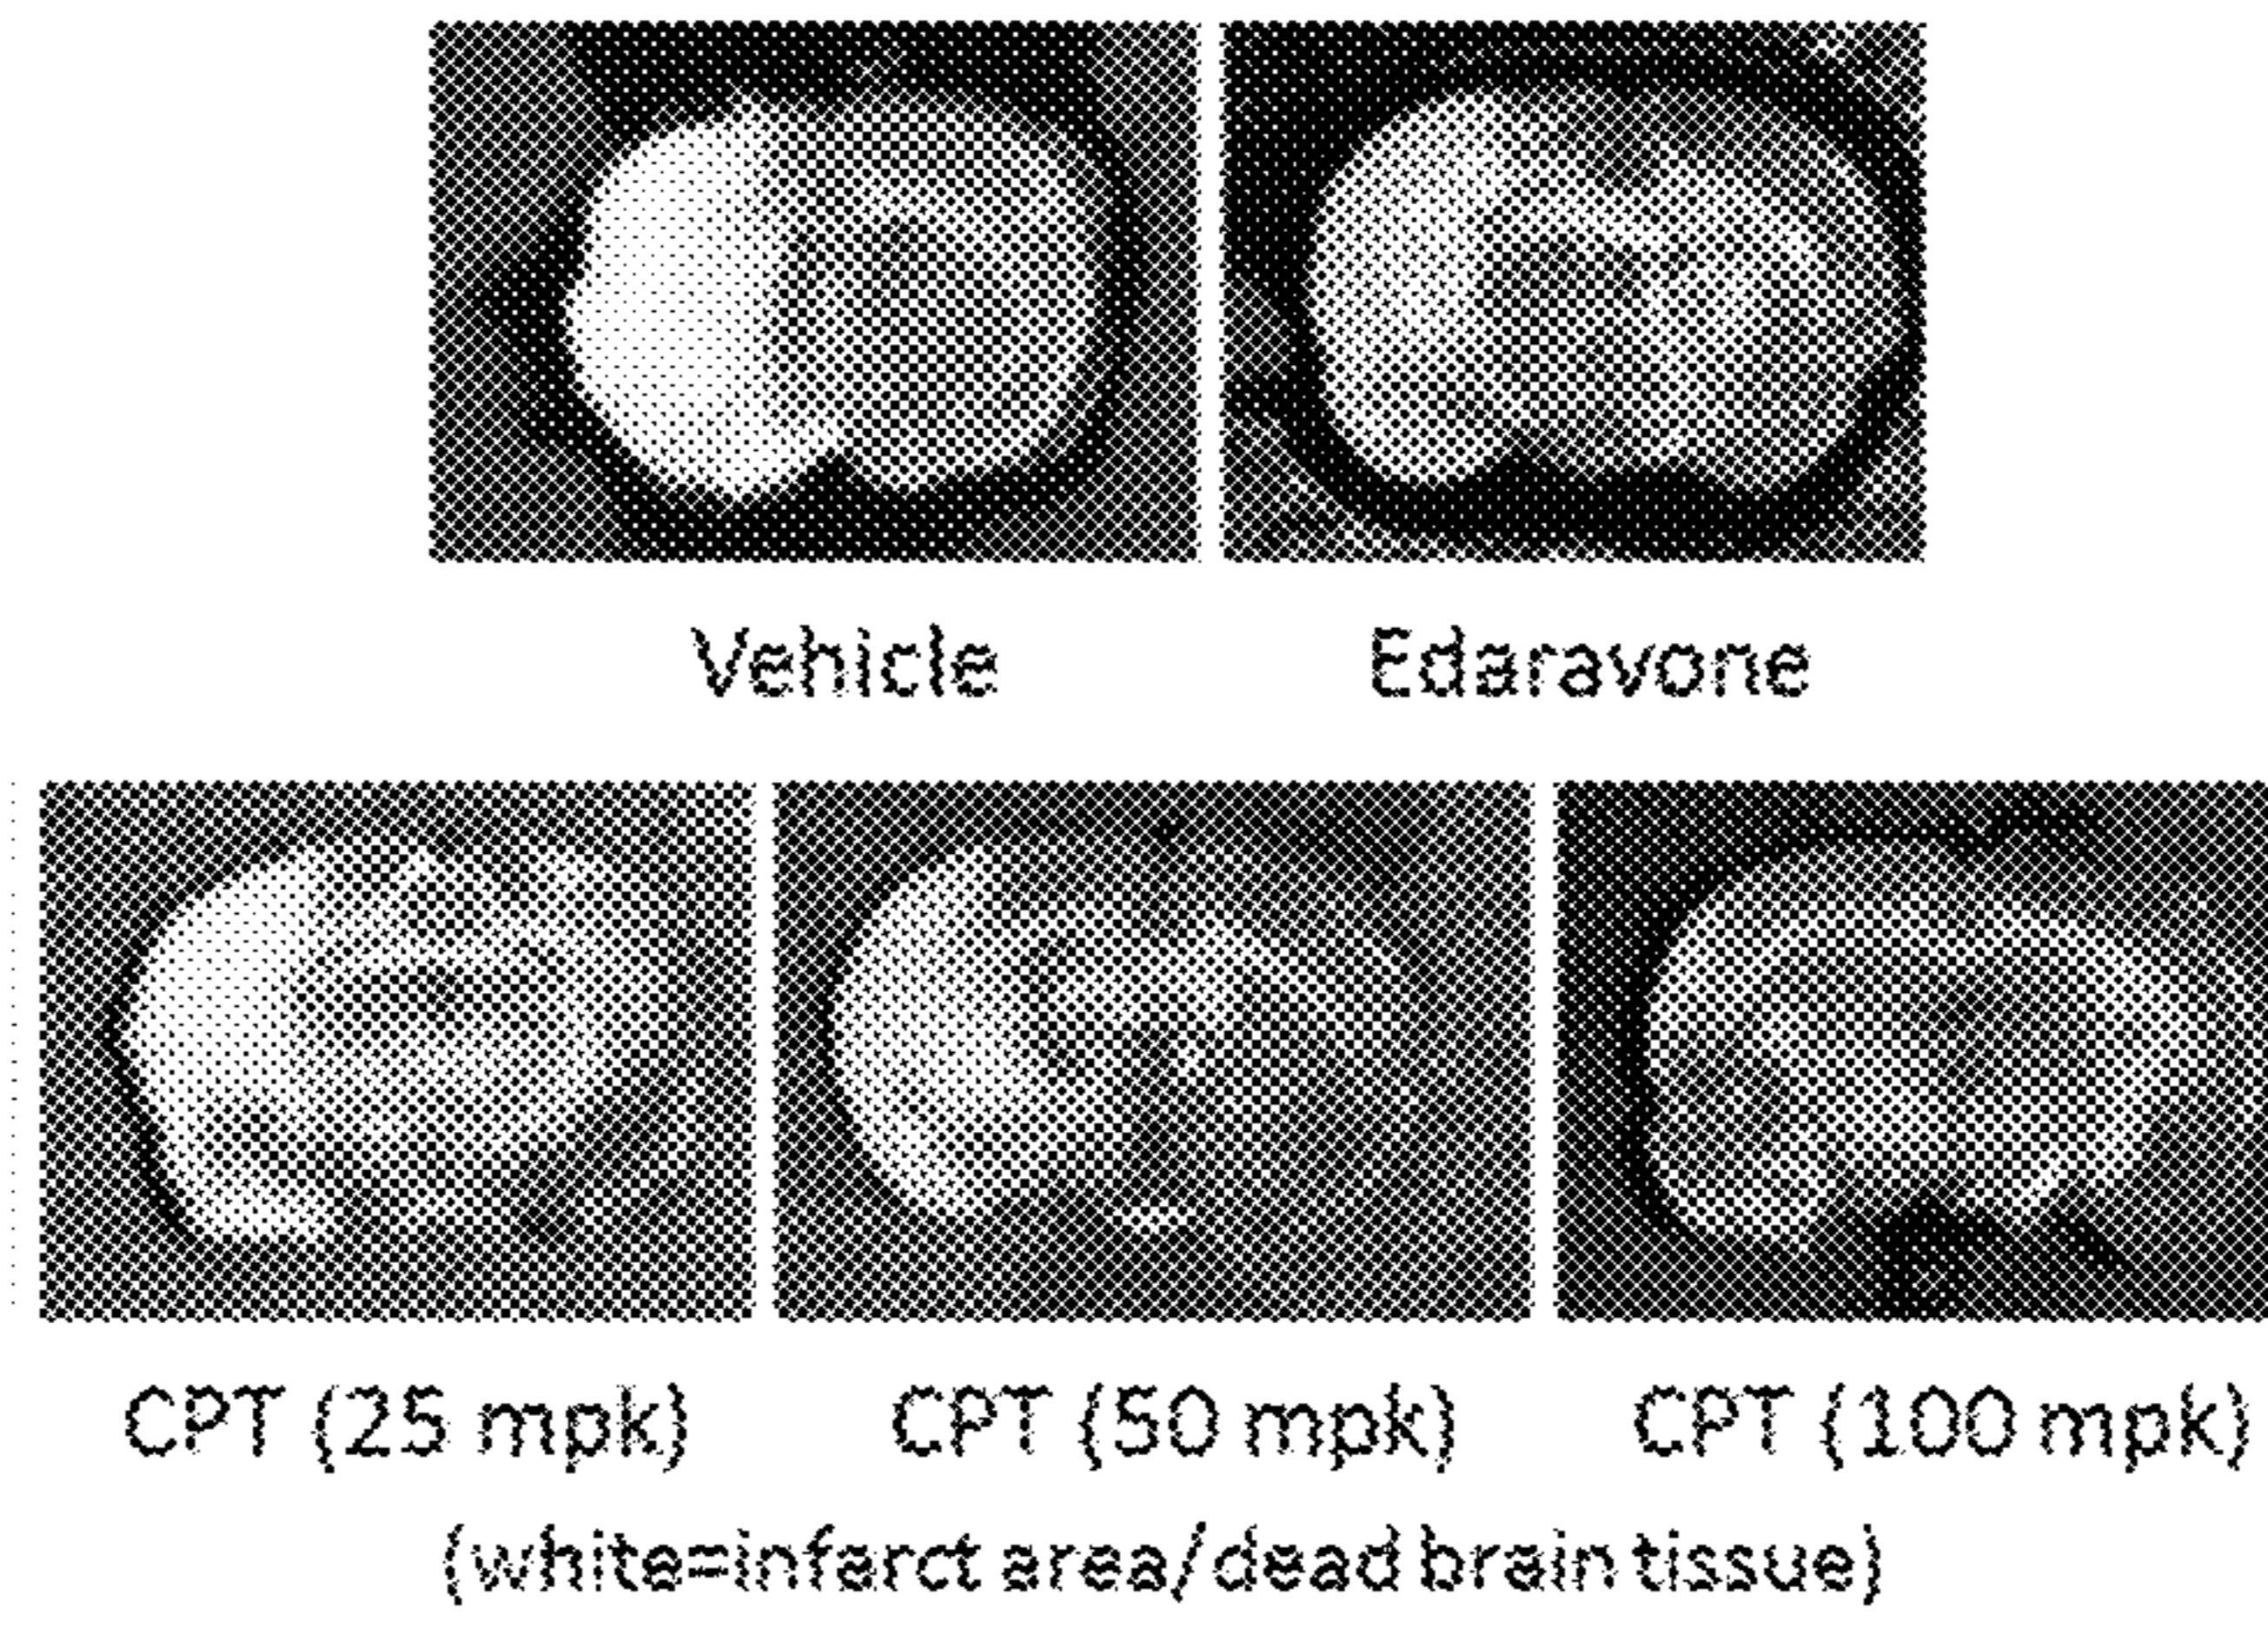 Vehicle Edaravone
CPT (25 mpk) CPT (50 mpk) CPT (100 mpk)
(white=infarct area/dead brain tissue)